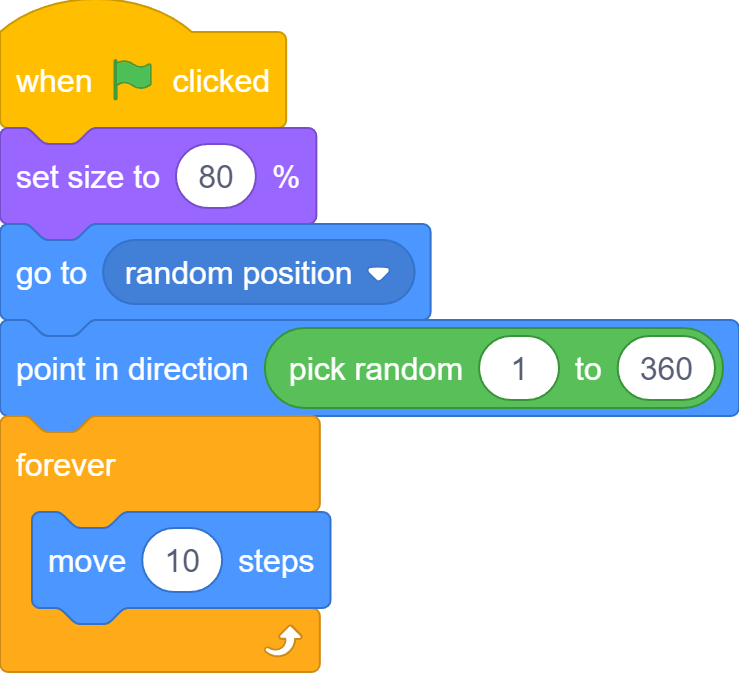 when clicked
set size to 80 %
go to random position
point in direction pick random 1 to 360
forever
move 10 steps